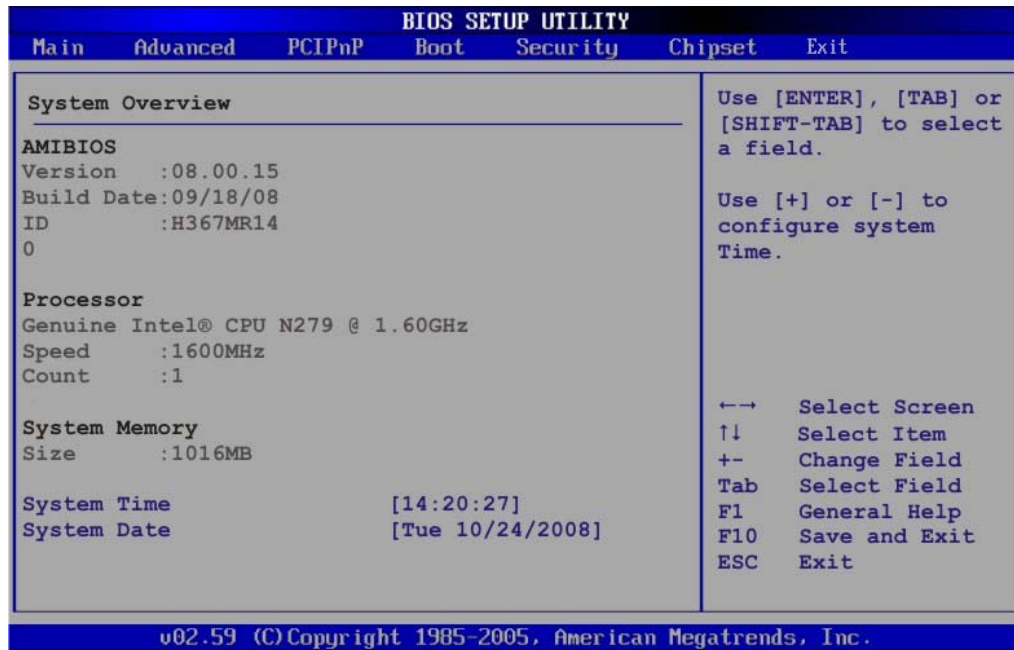 BIOS SETUP UTILITY
Main Advanced PCIPnP Boot Security Chipset Exit
System Overview
AMIBIOS
Version :08.00.15
Build Date:09/18/08
ID :H367MR14
0
Processor
Genuine Intel® CPU N279 @ 1.60GHz
Speed :1600MHz
Count :1
System Memory
Size :1016MB
System Time [14:20:27]
System Date [Tue 10/24/2008]
Use [ENTER], [TAB] or
[SHIFT-TAB] to select
a field.
Use [+] or [-] to
configure system
Time.
←→ Select Screen
↑↓ Select Item
+- Change Field
Tab Select Field
F1 General Help
F10 Save and Exit
ESC Exit
v02.59 (C)Copyright 1985-2005, American Megatrends, Inc.